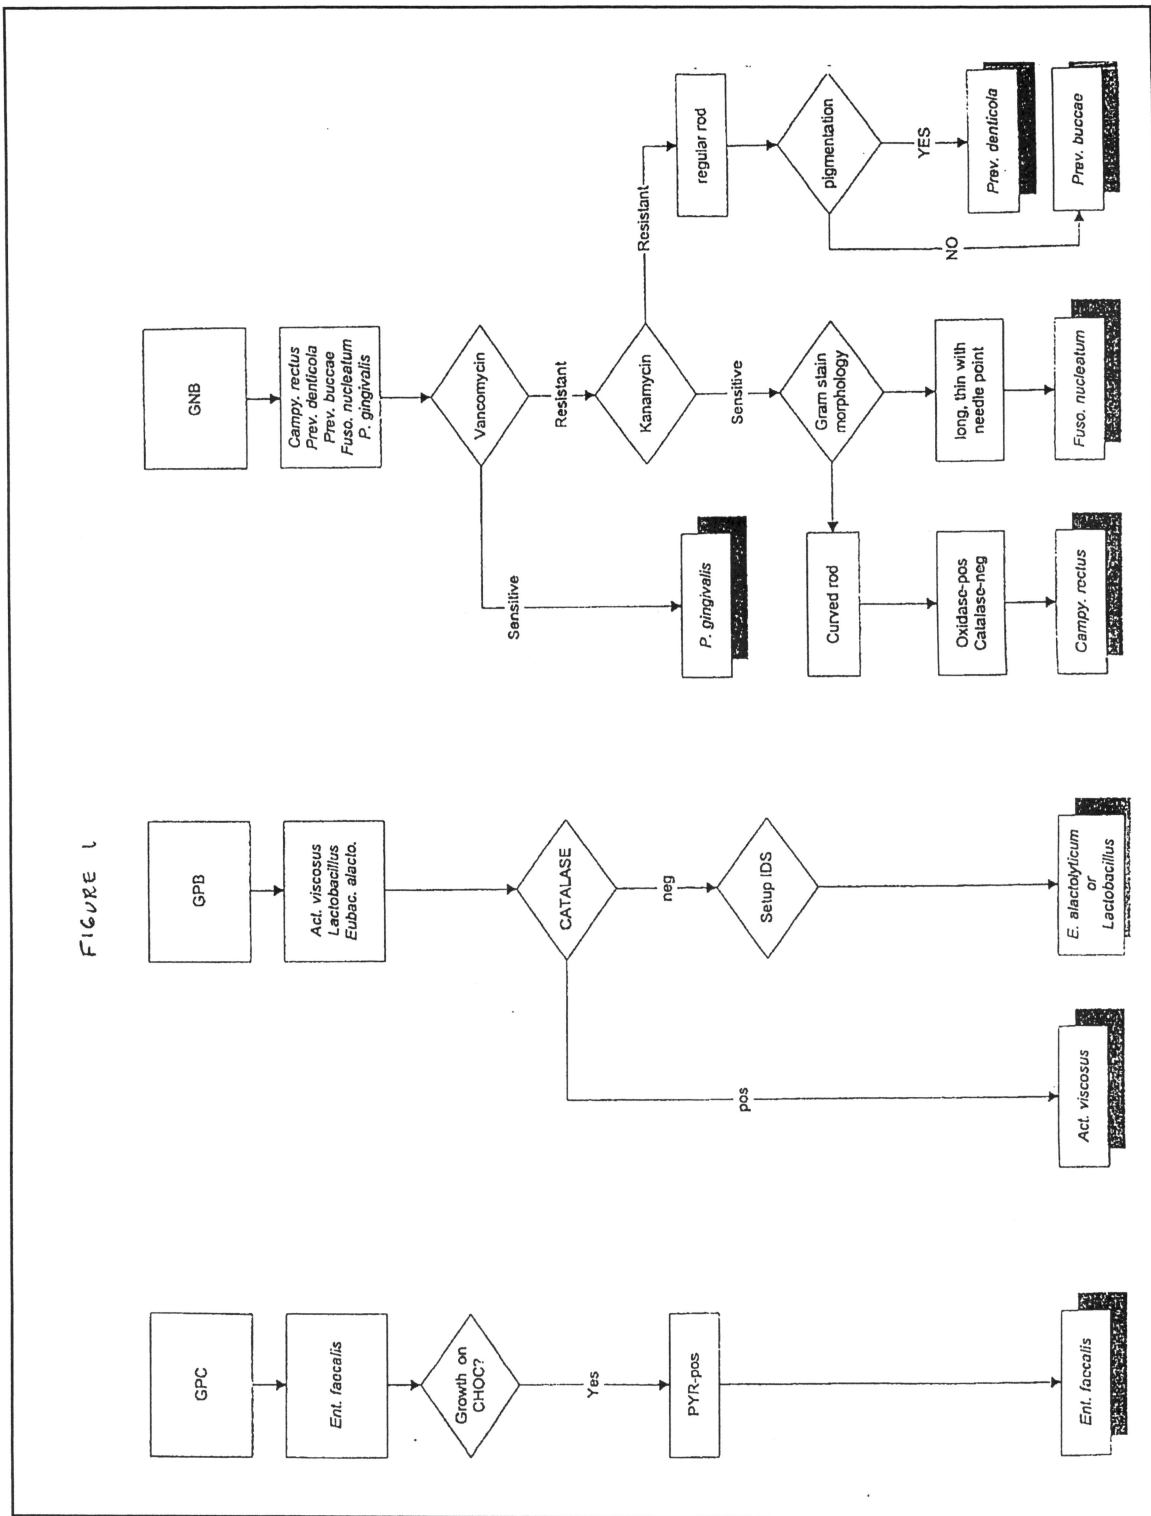 FIGURE 1
GPC
Ent. faecalis
Growth on
CHOC?
Yes
PYR-pos
Ent. faecalis
GPB
Act. viscosus
Lactobacillus
Eubac. alacto.
CATALASE
neg
pos
Setup IDS
E. alactolyticum
or
Lactobacillus
Act. viscosus
GNB
Campy. rectus
Prev. denticola
Prev. buccae
Fuso. nucleatum
P. gingivalis
Vancomycin
Sensitive
Resistant
P. gingivalis
Kanamycin
Resistant
Sensitive
regular rod
pigmentation
YES
NO
Prev. denticola
Prev. buccae
Gram stain
morphology
Curved rod
long, thin with
needle point
Oxidase-pos
Catalase-neg
Campy. rectus
Fuso. nucleatum